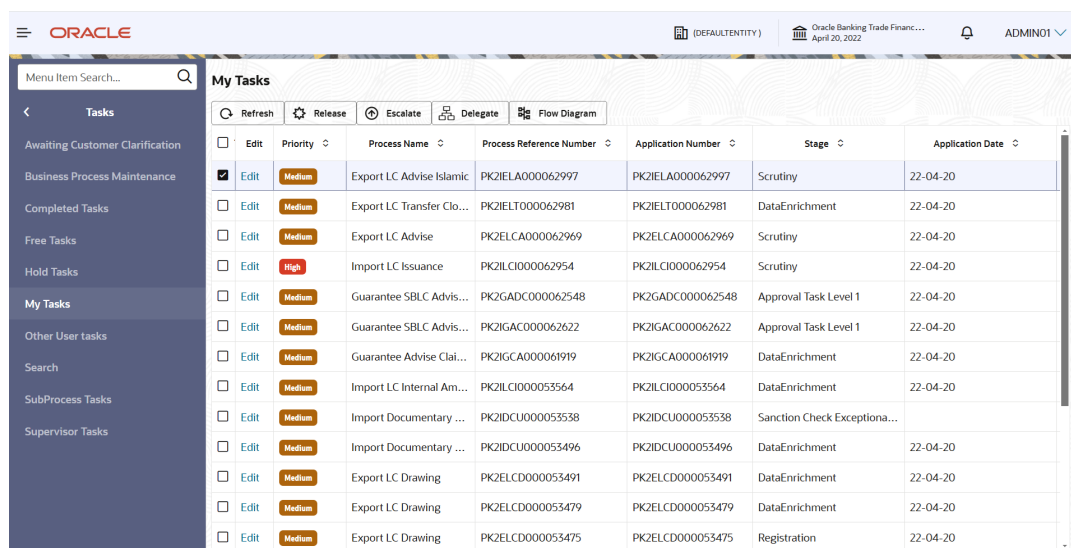 ORACLE
(DEFAULTENTITY)
Oracle Banking Trade Financ...
April 20, 2022
ADMIN01
Menu Item Search...
Tasks
Awaiting Customer Clarification
Business Process Maintenance
Completed Tasks
Free Tasks
Hold Tasks
My Tasks
Other User tasks
Search
SubProcess Tasks
Supervisor Tasks
My Tasks
Refresh Release Escalate Delegate Flow Diagram
Edit Priority Process Name Process Reference Number Application Number Stage Application Date
Edit Medium Export LC Advise Islamic PK2IELA000062997 PK2IELA000062997 Scrutiny 22-04-20
Edit Medium Export LC Transfer Clo... PK2IELT000062981 PK2IELT000062981 DataEnrichment 22-04-20
Edit Medium Export LC Advise PK2ELCA000062969 PK2ELCA000062969 Scrutiny 22-04-20
Edit High Import LC Issuance PK2ILCI000062954 PK2ILCI000062954 Scrutiny 22-04-20
Edit Medium Guarantee SBLC Advis... PK2GADC000062548 PK2GADC000062548 Approval Task Level 1 22-04-20
Edit Medium Guarantee SBLC Advis... PK2IGAC000062622 PK2IGAC000062622 Approval Task Level 1 22-04-20
Edit Medium Guarantee Advise Clai... PK2IGCA000061919 PK2IGCA000061919 DataEnrichment 22-04-20
Edit Medium Import LC Internal Am... PK2ILCI000053564 PK2ILCI000053564 DataEnrichment 22-04-20
Edit Medium Import Documentary ... PK2IDCU000053538 PK2IDCU000053538 Sanction Check Exceptiona...
Edit Medium Import Documentary ... PK2IDCU000053496 PK2IDCU000053496 DataEnrichment 22-04-20
Edit Medium Export LC Drawing PK2ELCD000053491 PK2ELCD000053491 DataEnrichment 22-04-20
Edit Medium Export LC Drawing PK2ELCD000053479 PK2ELCD000053479 DataEnrichment 22-04-20
Edit Medium Export LC Drawing PK2ELCD000053475 PK2ELCD000053475 Registration 22-04-20